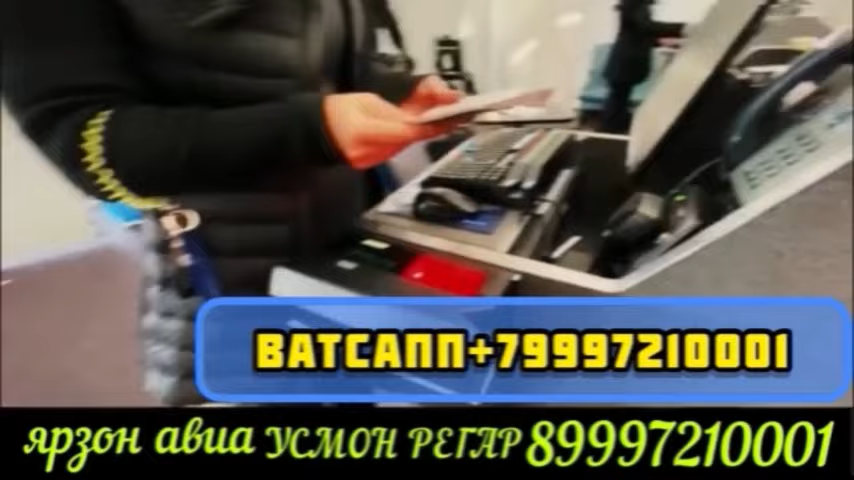 ВАТСАПП+79997210001
ярзон авиа УСМОН РЕГАР 89997210001